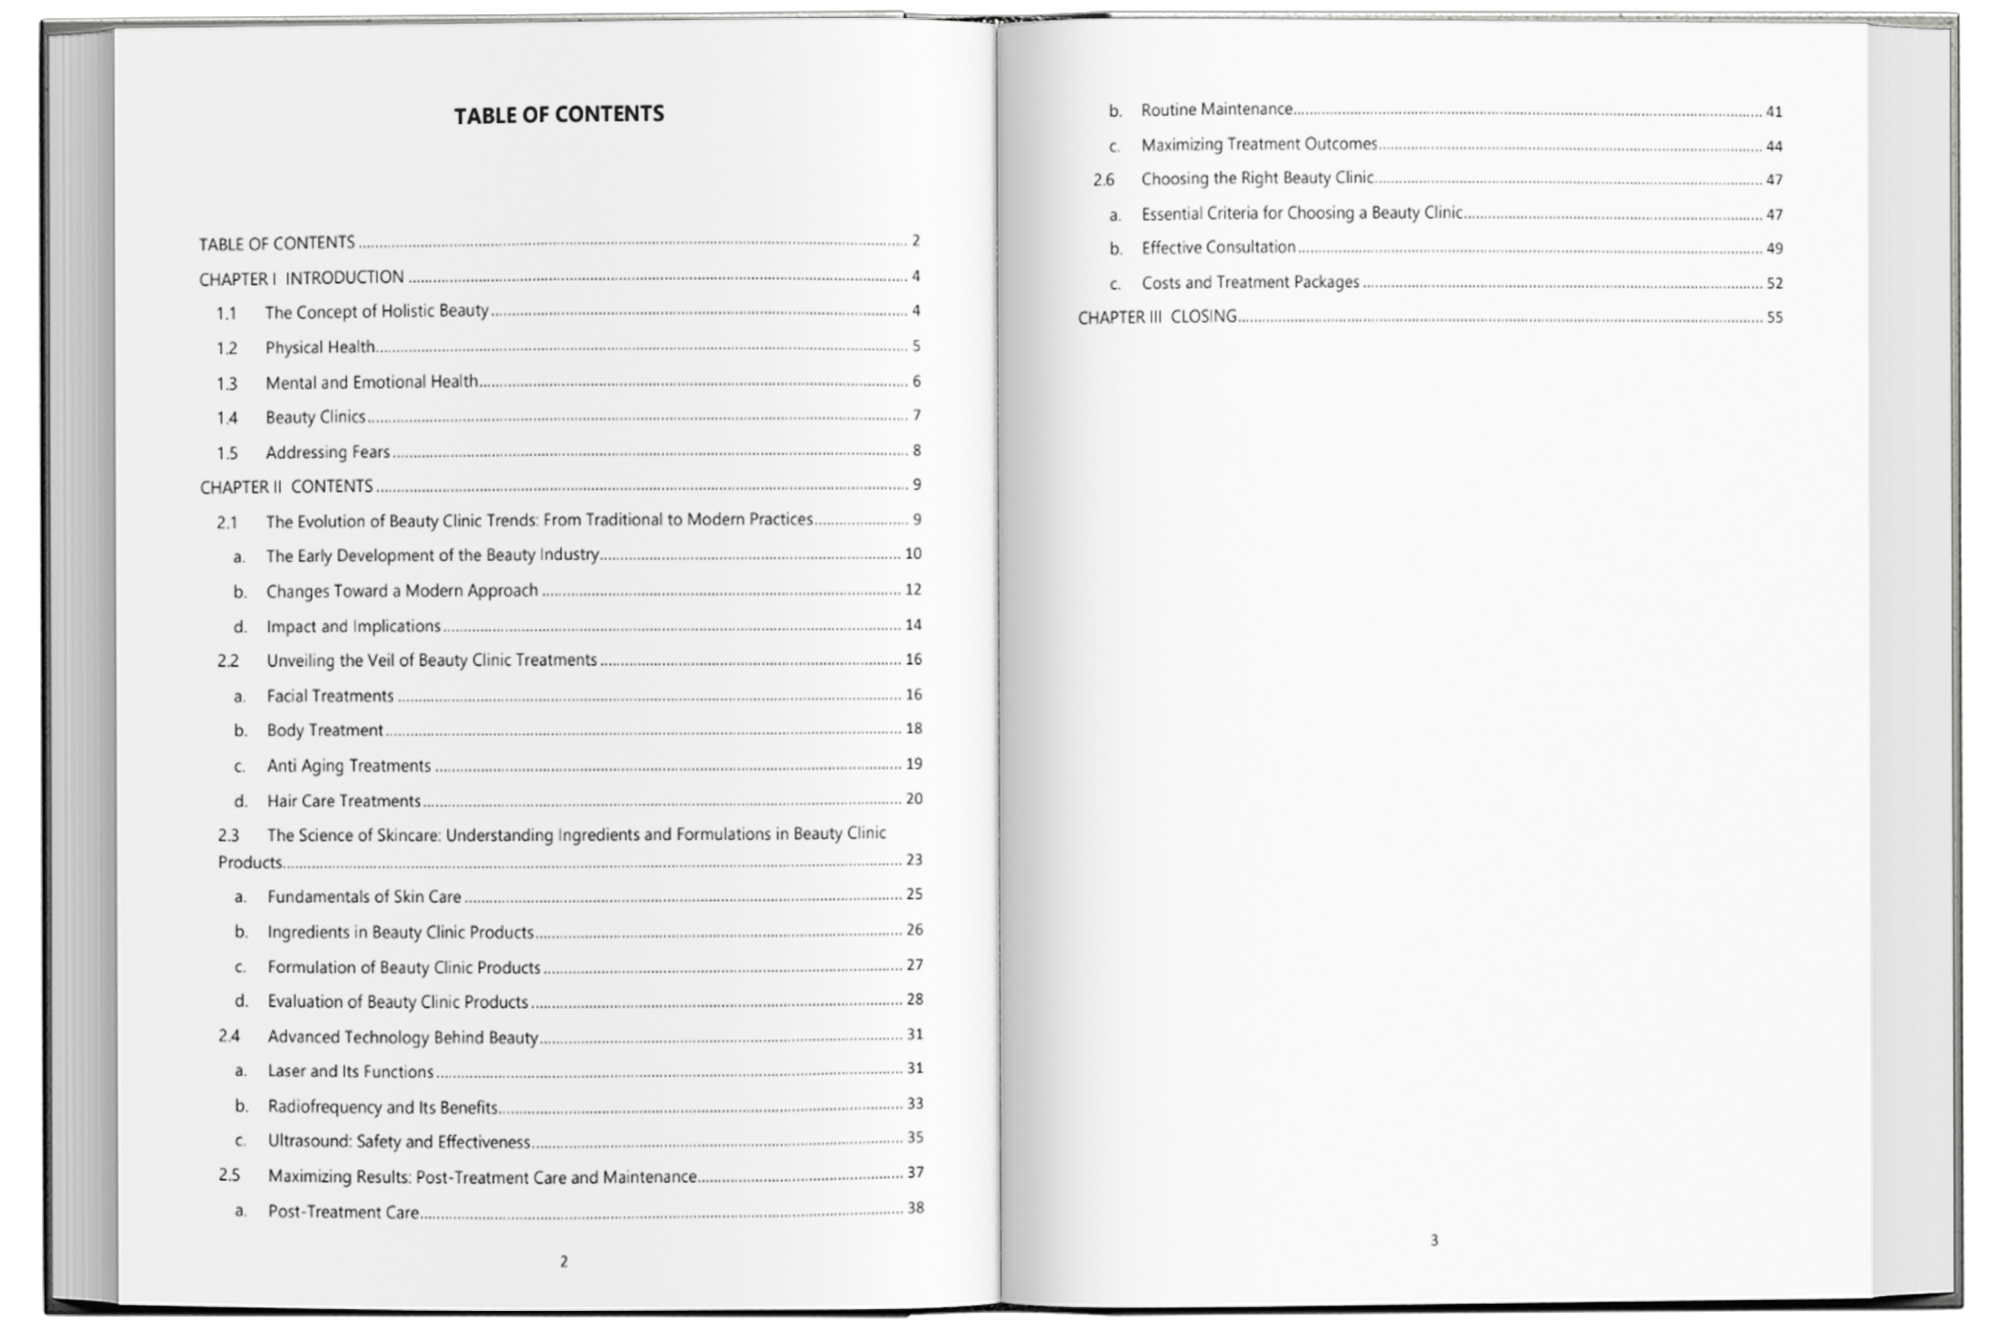 TABLE OF CONTENTS
TABLE OF CONTENTS 2
CHAPTER I INTRODUCTION 4
1.1 The Concept of Holistic Beauty 4
1.2 Physical Health 5
1.3 Mental and Emotional Health 6
1.4 Beauty Clinics 7
1.5 Addressing Fears 8
CHAPTER II CONTENTS 9
2.1 The Evolution of Beauty Clinic Trends: From Traditional to Modern Practices 9
a. The Early Development of the Beauty Industry 10
b. Changes Toward a Modern Approach 12
d. Impact and Implications 14
2.2 Unveiling the Veil of Beauty Clinic Treatments 16
a. Facial Treatments 16
b. Body Treatment 18
c. Anti Aging Treatments 19
d. Hair Care Treatments 20
2.3 The Science of Skincare: Understanding Ingredients and Formulations in Beauty Clinic
Products 23
a. Fundamentals of Skin Care 25
b. Ingredients in Beauty Clinic Products 26
c. Formulation of Beauty Clinic Products 27
d. Evaluation of Beauty Clinic Products 28
2.4 Advanced Technology Behind Beauty 31
a. Laser and Its Functions 31
b. Radiofrequency and Its Benefits 33
c. Ultrasound: Safety and Effectiveness 35
2.5 Maximizing Results: Post-Treatment Care and Maintenance 37
a. Post-Treatment Care 38
2
b. Routine Maintenance 41
c. Maximizing Treatment Outcomes 44
2.6 Choosing the Right Beauty Clinic 47
a. Essential Criteria for Choosing a Beauty Clinic 47
b. Effective Consultation 49
c. Costs and Treatment Packages 52
CHAPTER III CLOSING 55
3